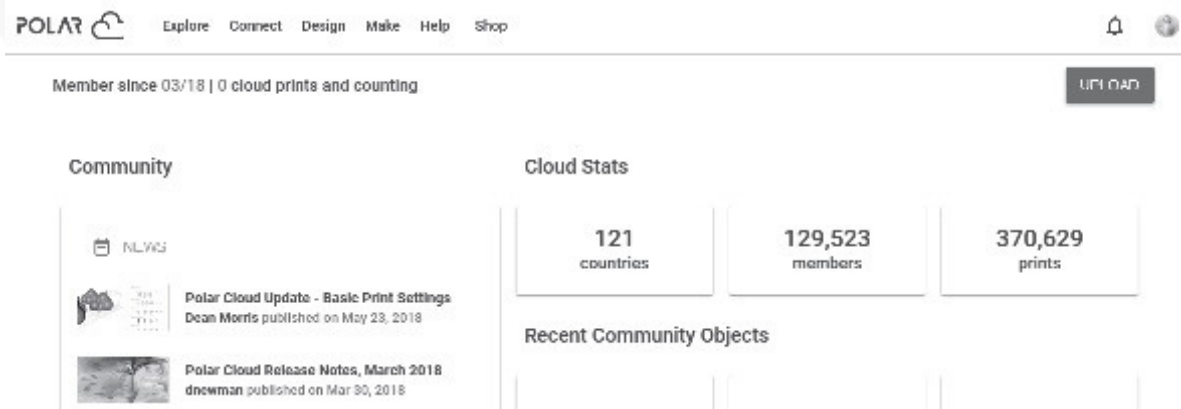 POLAR Explore Connect Design Make Help Shop
Member since 03/18 | 0 cloud prints and counting
UPLOAD
Community
NEWS
Polar Cloud Update - Basic Print Settings
Dean Morris published on May 23, 2018
Polar Cloud Release Notes, March 2018
dnewman published on Mar 30, 2018
Cloud Stats
121
countries
129,523
members
370,629
prints
Recent Community Objects